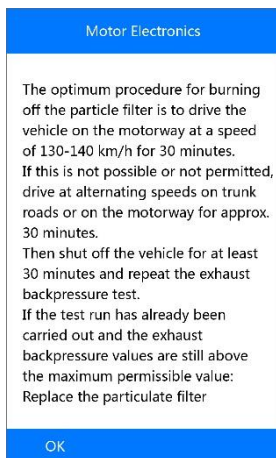 Motor Electronics
The optimum procedure for burning
off the particle filter is to drive the
vehicle on the motorway at a speed
of 130-140 km/h for 30 minutes.
If this is not possible or not permitted,
drive at alternating speeds on trunk
roads or on the motorway for approx.
30 minutes.
Then shut off the vehicle for at least
30 minutes and repeat the exhaust
backpressure test.
If the test run has already been
carried out and the exhaust
backpressure values are still above
the maximum permissible value:
Replace the particulate filter
OK